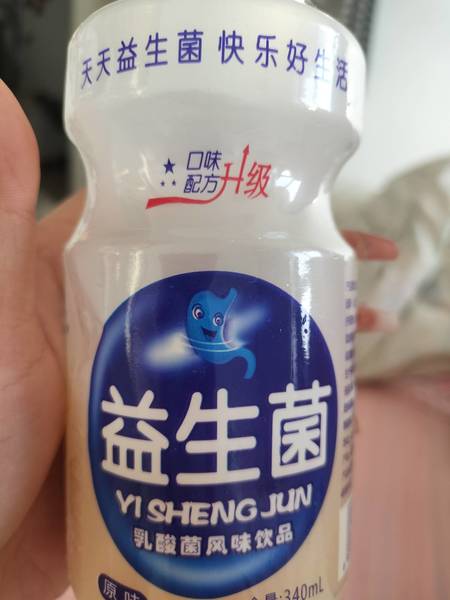 天天益生菌 快乐好生活
口味
配方升级
益生菌
YI SHENG JUN
乳酸菌风味饮品
原味
量:340mL